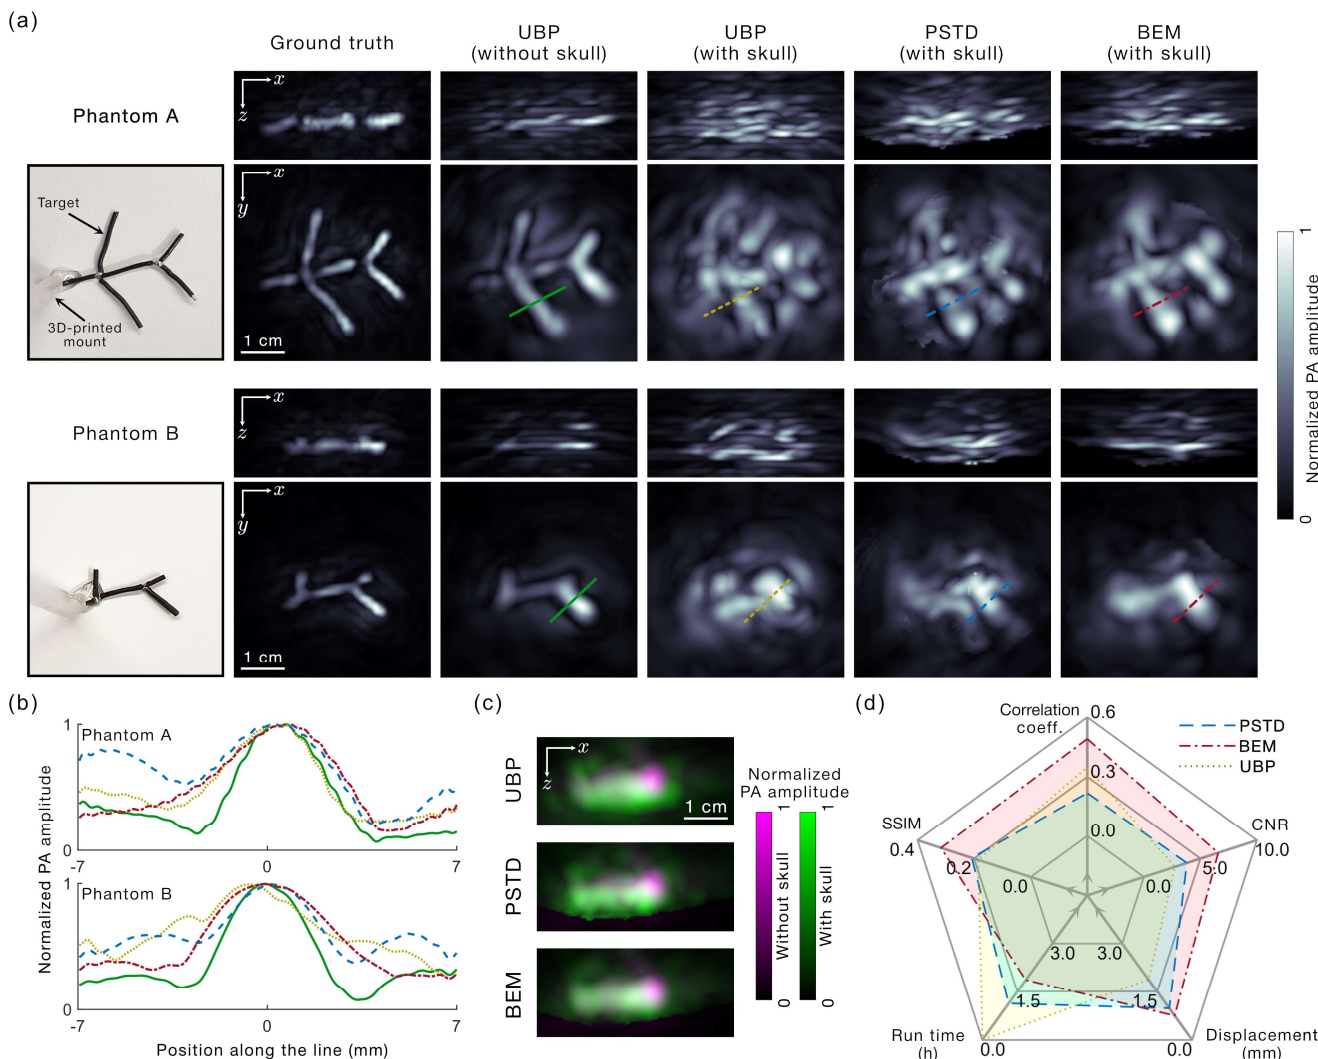 (a)
Ground truth
UBP
(without skull)
UBP
(with skull)
PSTD
(with skull)
BEM
(with skull)
Phantom A
x
z
Target
3D-printed
mount
x
y
1 cm
Normalized PA amplitude
1
0
Phantom B
x
z
x
y
1 cm
(b)
Normalized PA amplitude
1
Phantom A
0
-7
0
7
1
Phantom B
0
-7
0
7
Position along the line (mm)
(c)
UBP
x
z
1 cm
PSTD
BEM
Normalized
PA amplitude
1
1
Without skull
With skull
0
0
(d)
Correlation
coeff.
0.6
0.3
0.0
PSTD
BEM
UBP
SSIM
0.4
0.2
0.0
CNR
10.0
5.0
0.0
3.0
3.0
1.5
1.5
Run time
(h)
0.0
Displacement
(mm)
0.0